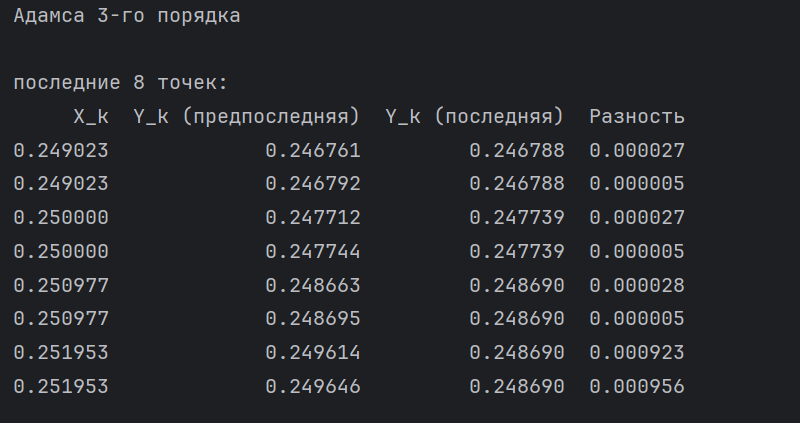 Адамса 3-го порядка
последние 8 точек:
X_k Y_k (предпоследняя) Y_k (последняя) Разность
0.249023 0.246761 0.246788 0.000027
0.249023 0.246792 0.246788 0.000005
0.250000 0.247712 0.247739 0.000027
0.250000 0.247744 0.247739 0.000005
0.250977 0.248663 0.248690 0.000028
0.250977 0.248695 0.248690 0.000005
0.251953 0.249614 0.248690 0.000923
0.251953 0.249646 0.248690 0.000956